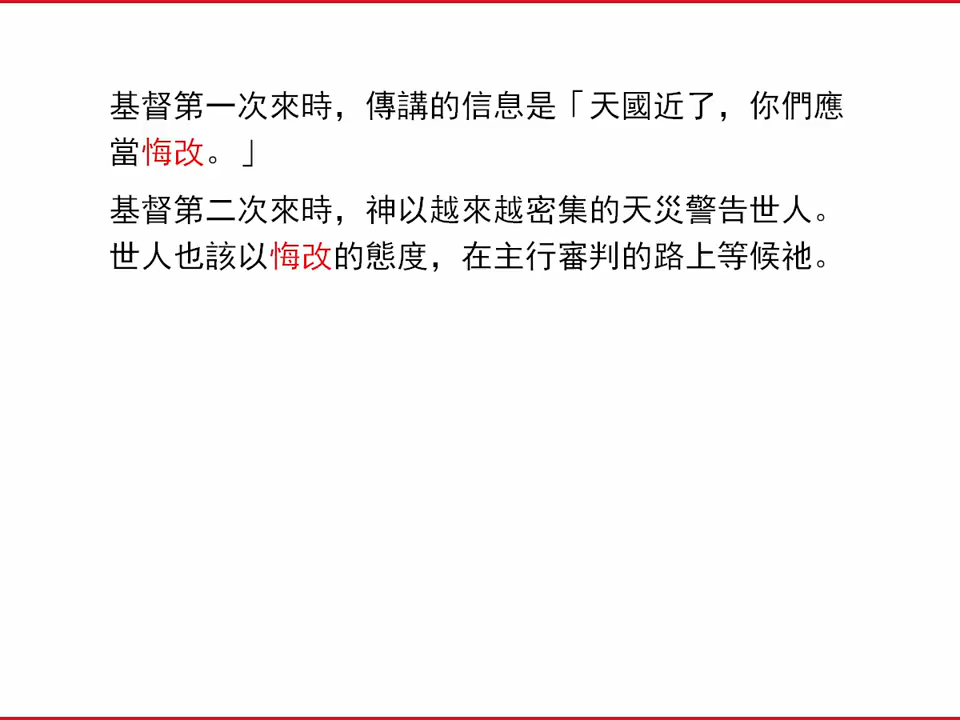 基督第一次來時，傳講的信息是「天國近了，你們應
當悔改。」
基督第二次來時，神以越來越密集的天災警告世人。
世人也該以悔改的態度，在主行審判的路上等候祂。